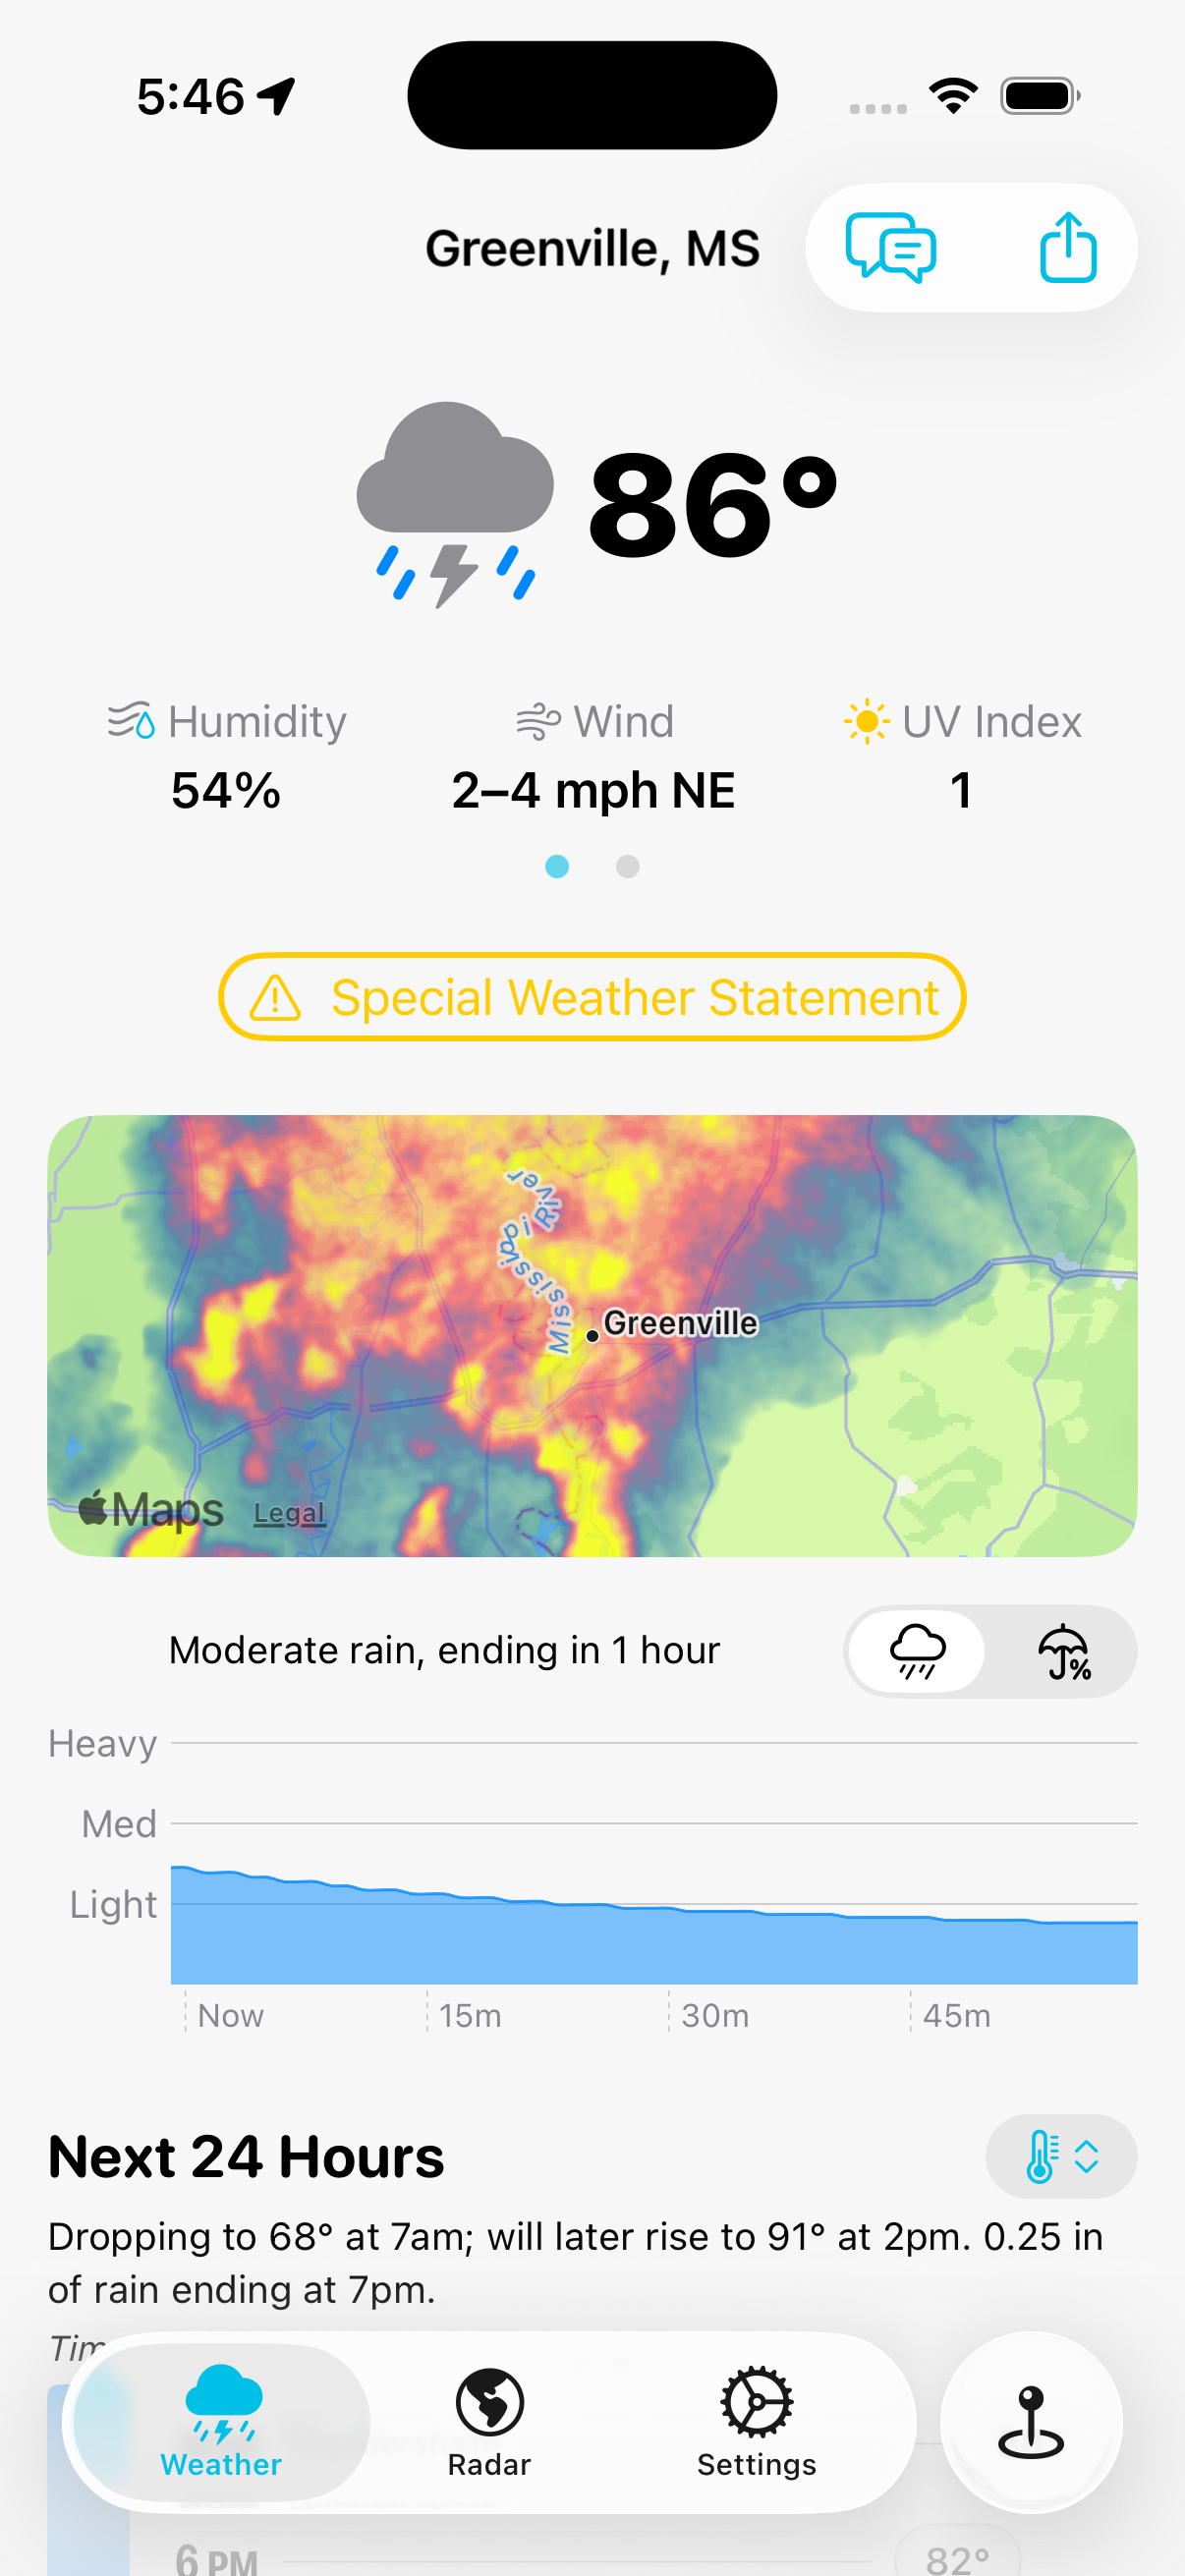 5:46
Greenville, MS
86°
Humidity
Wind
UV Index
54%
2–4 mph NE
1
Special Weather Statement
Mississippi River
Greenville
Maps
Legal
Moderate rain, ending in 1 hour
%
Heavy
Med
Light
Now
15m
30m
45m
Next 24 Hours
Dropping to 68° at 7am; will later rise to 91° at 2pm. 0.25 in
of rain ending at 7pm.
Weather
Radar
Settings
6 PM
82°